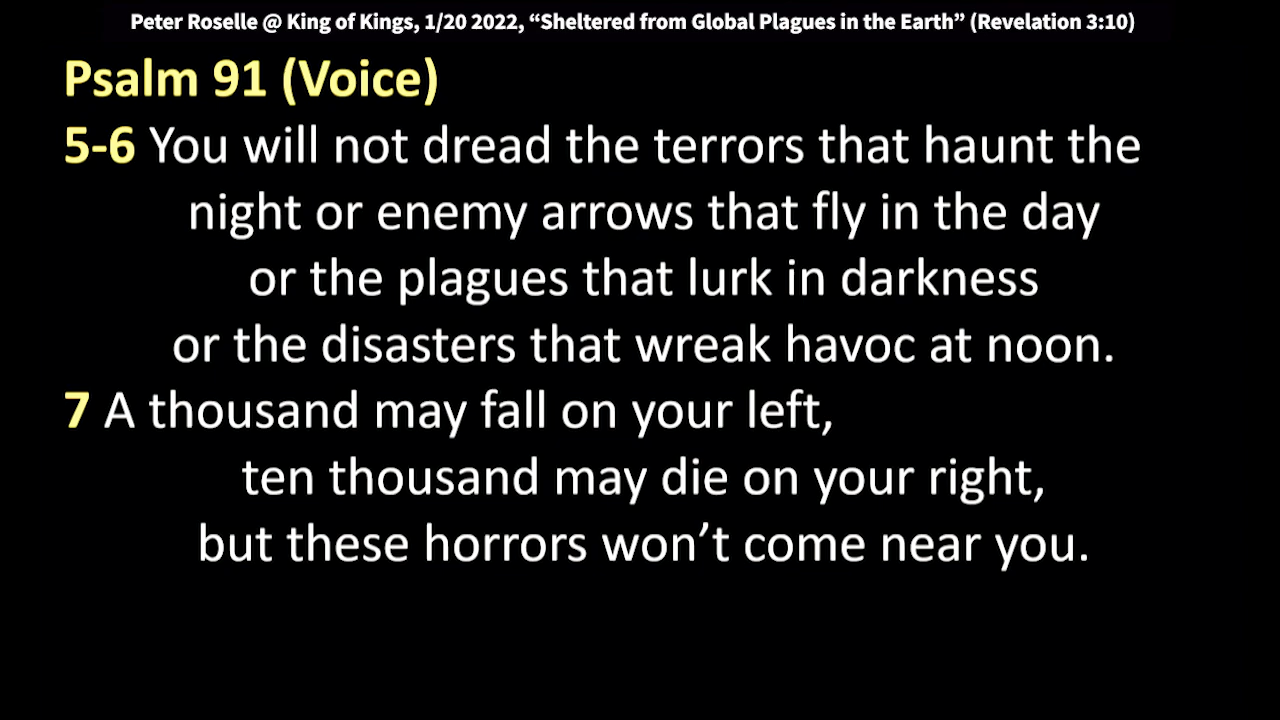 Peter Roselle @ King of Kings, 1/20 2022, “Sheltered from Global Plagues in the Earth” (Revelation 3:10)
Psalm 91 (Voice)
5-6 You will not dread the terrors that haunt the
night or enemy arrows that fly in the day
or the plagues that lurk in darkness
or the disasters that wreak havoc at noon.
7 A thousand may fall on your left,
ten thousand may die on your right,
but these horrors won’t come near you.